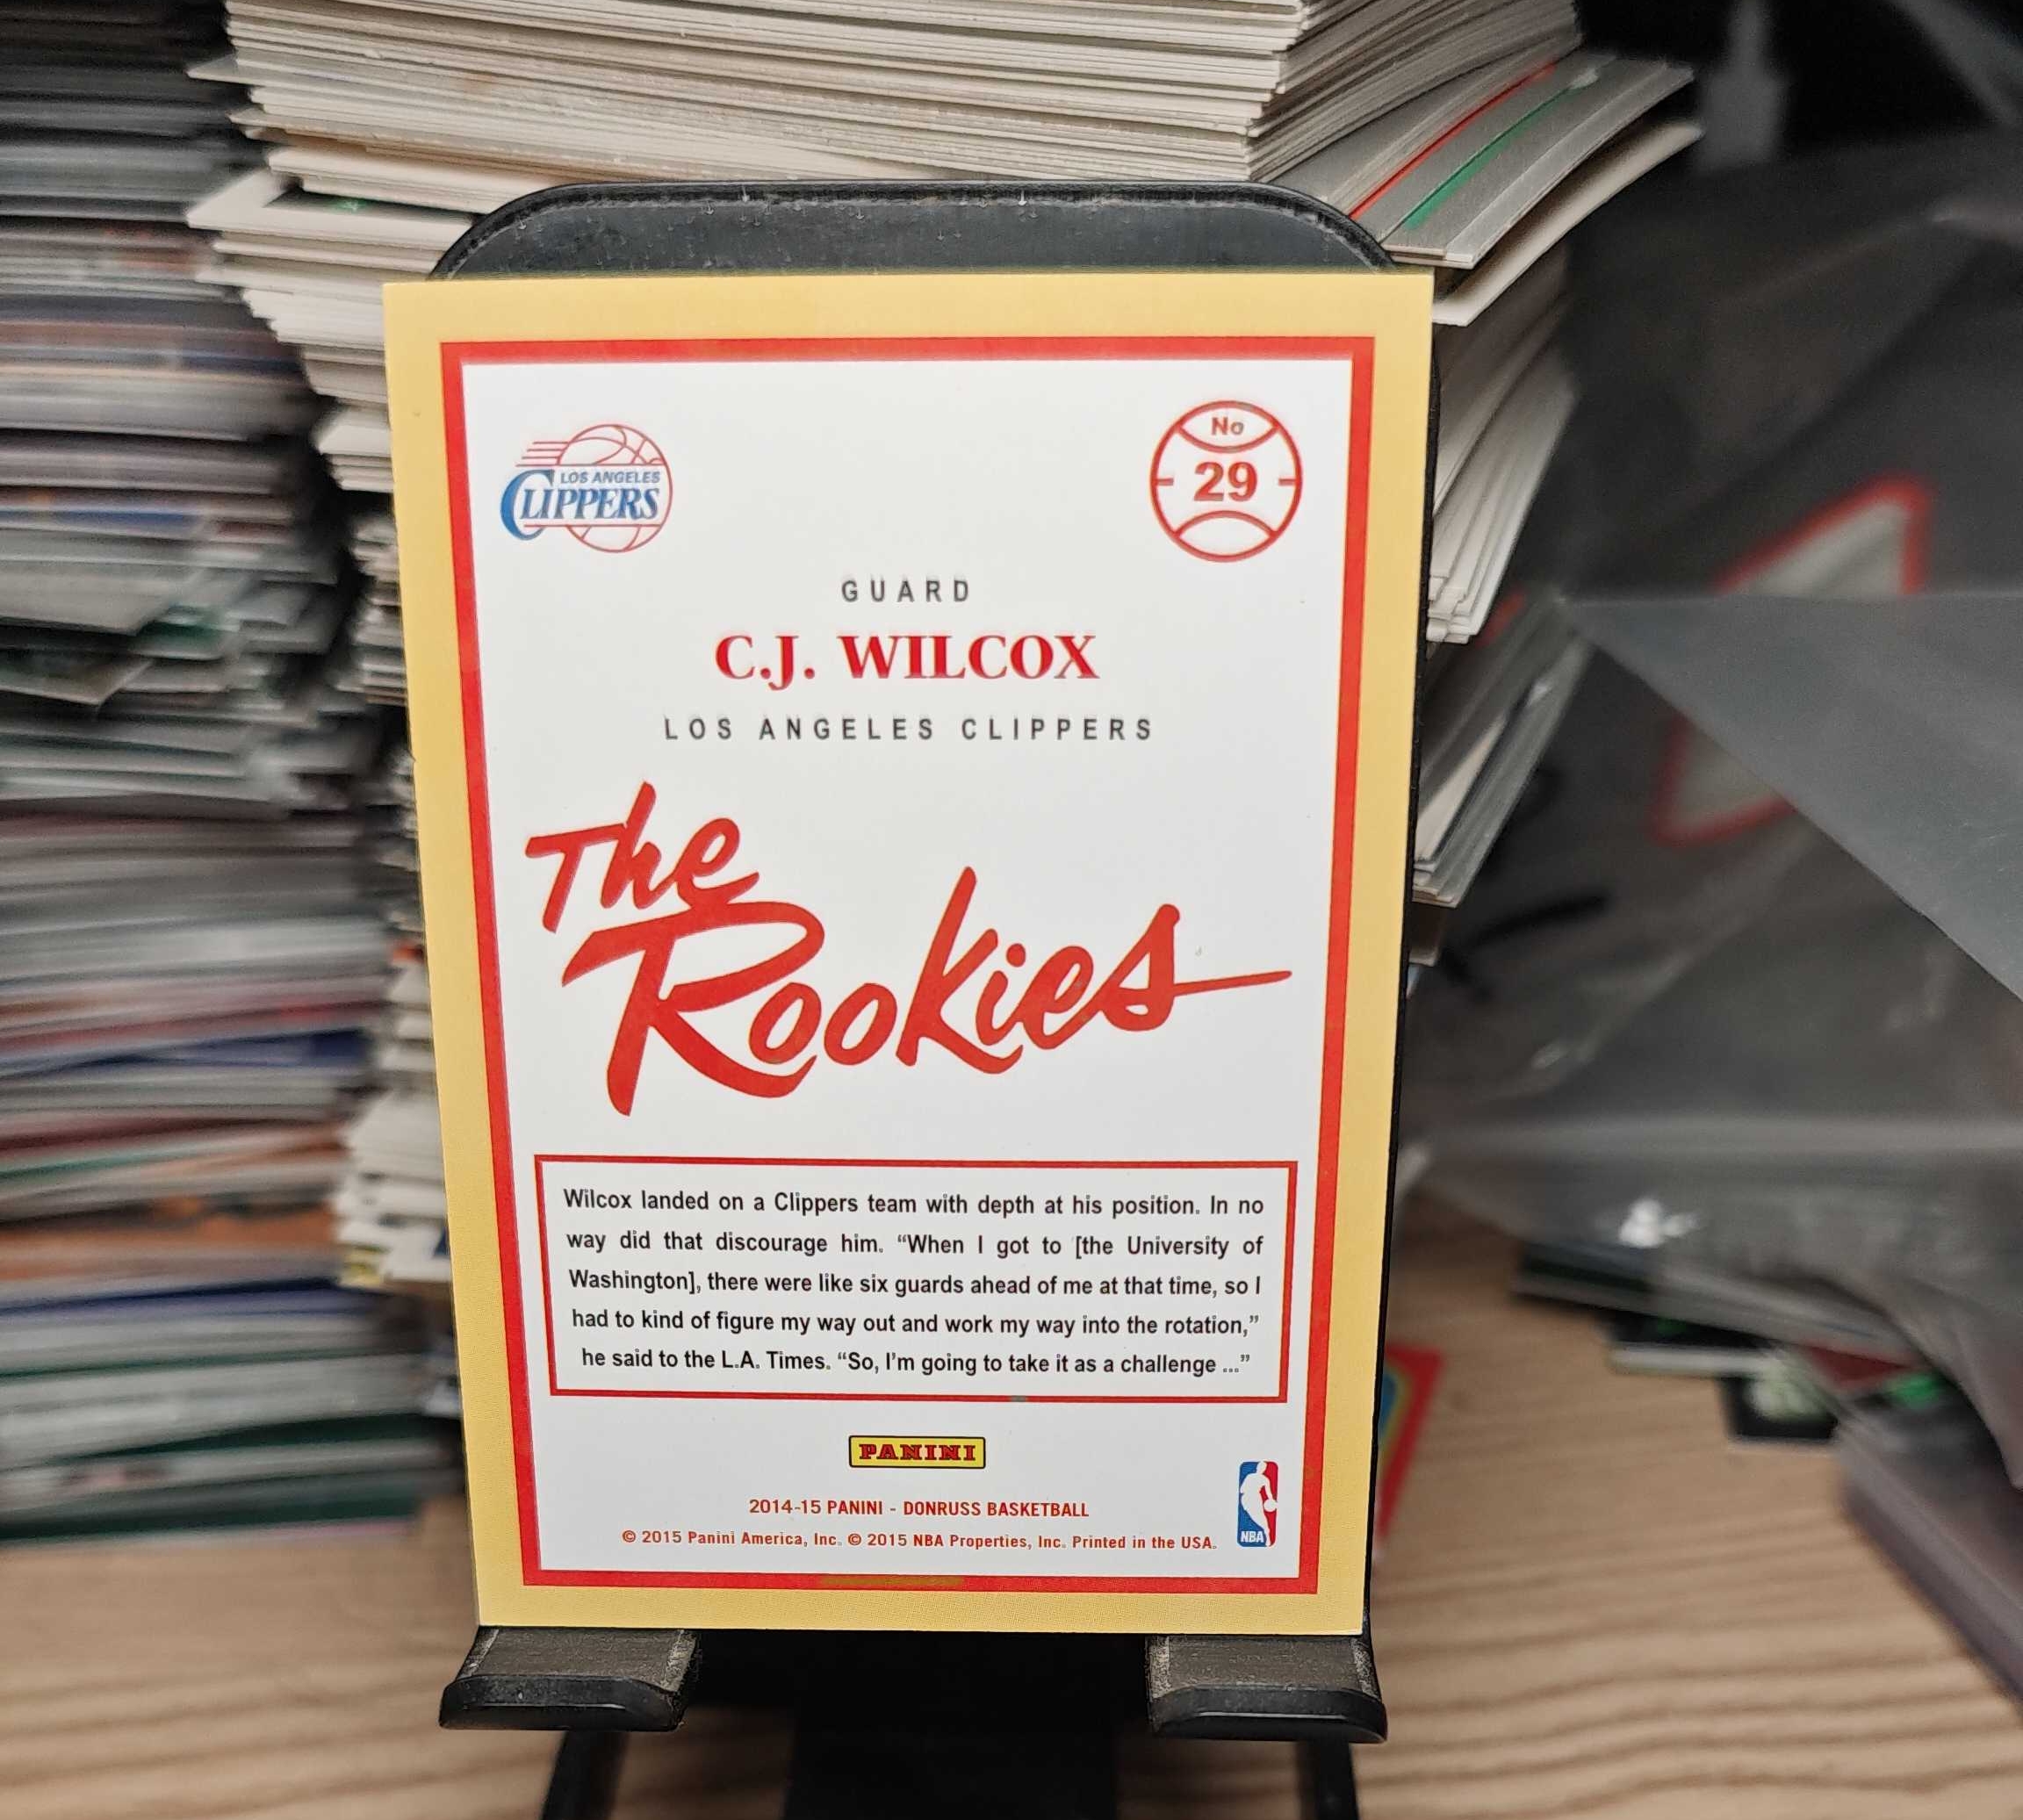 LOS ANGELES
CLIPPERS
No
29
GUARD
C.J. WILCOX
LOS ANGELES CLIPPERS
The
Rookies
Wilcox landed on a Clippers team with depth at his position. In no
way did that discourage him. “When I got to [the University of
Washington], there were like six guards ahead of me at that time, so I
had to kind of figure my way out and work my way into the rotation,”
he said to the L.A. Times. “So, I’m going to take it as a challenge ...”
PANINI
2014-15 PANINI - DONRUSS BASKETBALL
© 2015 Panini America, Inc. © 2015 NBA Properties, Inc. Printed in the USA.
NBA